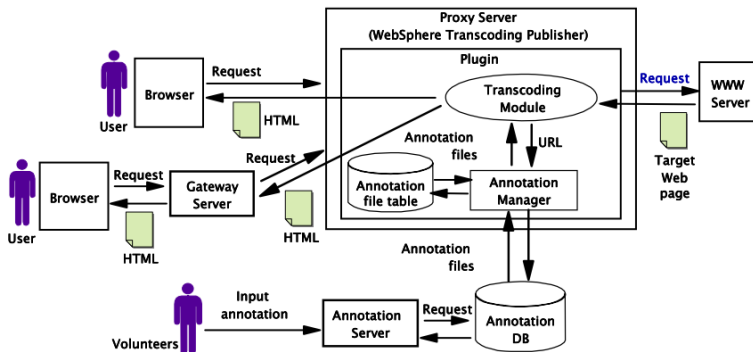 Proxy Server
(WebSphere Transcoding Publisher)
Plugin
Request
Browser
User
HTML
Transcoding
Module
Request
WWW
Server
Target
Web
page
Annotation
files
URL
Request
Browser
User
Request
Gateway
Server
HTML
HTML
Annotation
file table
Annotation
Manager
Annotation
files
Input
annotation
Volunteers
Annotation
Server
Request
Annotation
DB